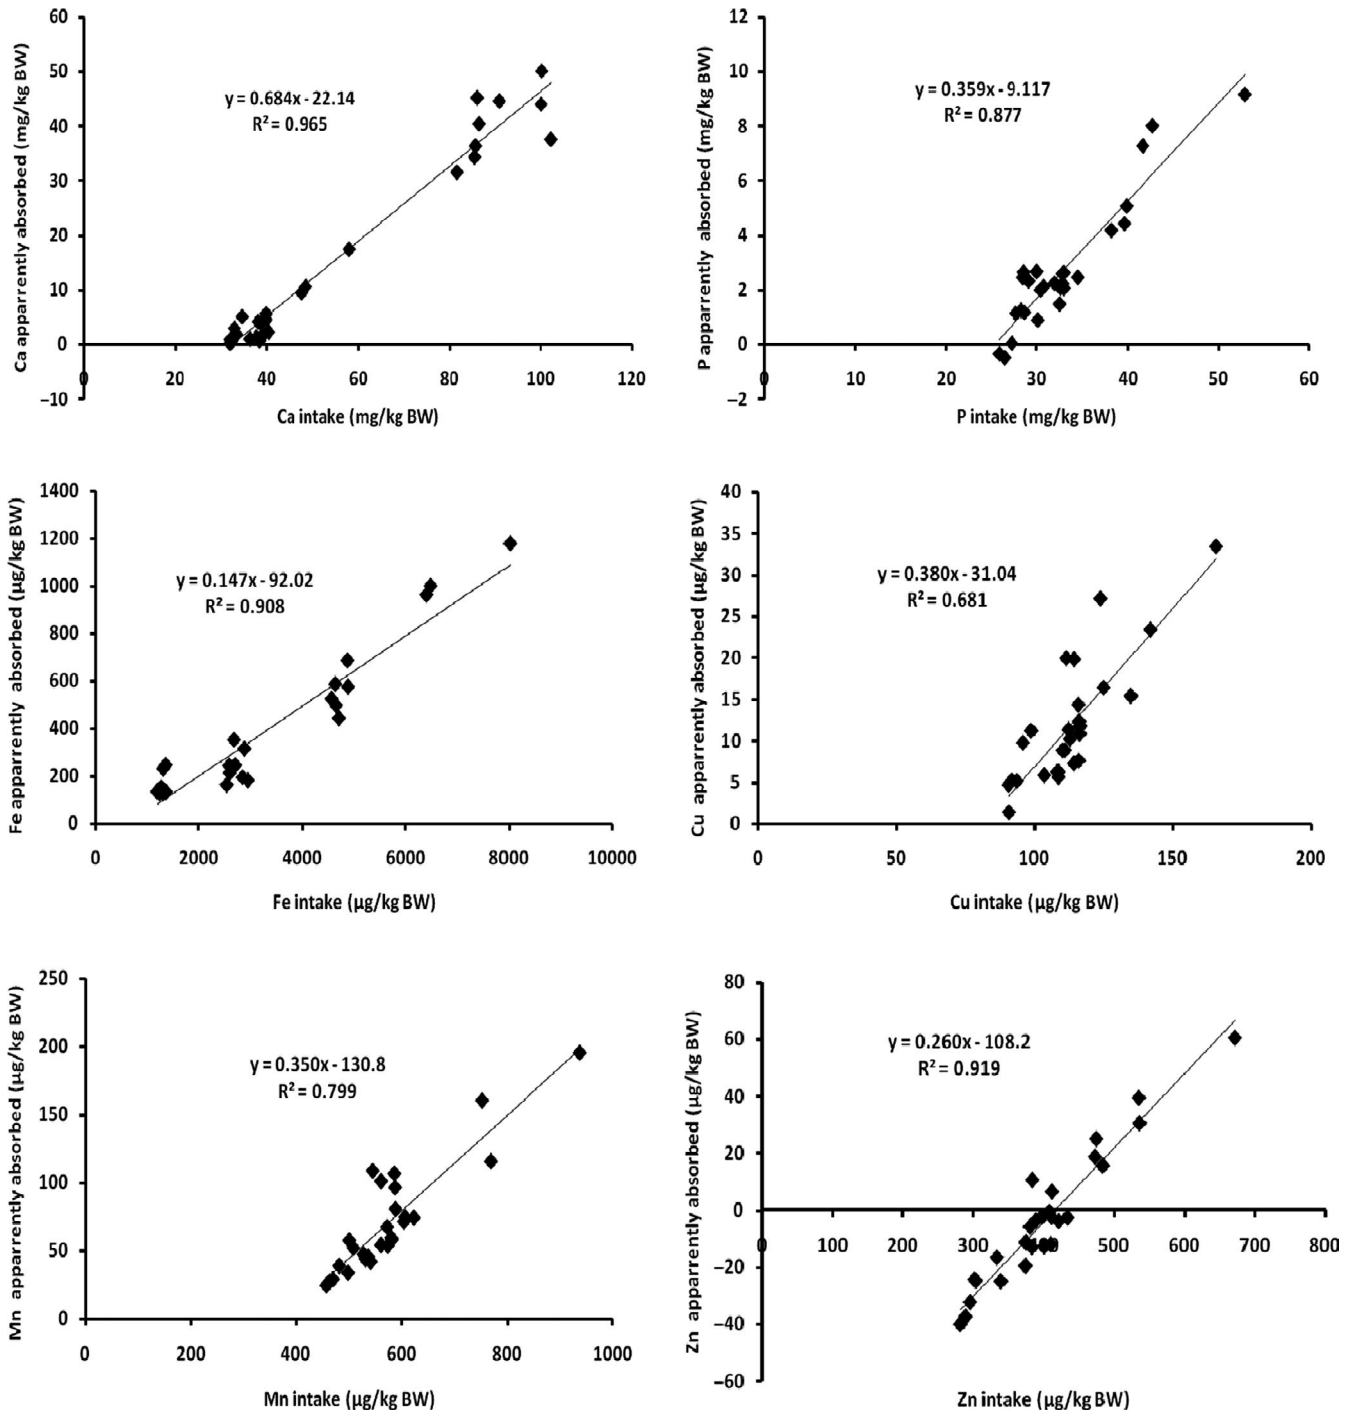 Ca apparrently absorbed (mg/kg BW)
60
50
40
30
20
10
0
−10
y = 0.684x - 22.14
R² = 0.965
0 20 40 60 80 100 120
Ca intake (mg/kg BW)
P apparrently absorbed (mg/kg BW)
12
10
8
6
4
2
0
−2
y = 0.359x - 9.117
R² = 0.877
0 10 20 30 40 50 60
P intake (mg/kg BW)
Fe apparrently absorbed (µg/kg BW)
1400
1200
1000
800
600
400
200
0
y = 0.147x - 92.02
R² = 0.908
0 2000 4000 6000 8000 10000
Fe intake (µg/kg BW)
Cu apparrently absorbed (µg/kg BW)
40
35
30
25
20
15
10
5
0
y = 0.380x - 31.04
R² = 0.681
0 50 100 150 200
Cu intake (µg/kg BW)
Mn apparrently absorbed (µg/kg BW)
250
200
150
100
50
0
y = 0.350x - 130.8
R² = 0.799
0 200 400 600 800 1000
Mn intake (µg/kg BW)
Zn apparrently absorbed (µg/kg BW)
80
60
40
20
0
−20
−40
−60
y = 0.260x - 108.2
R² = 0.919
0 100 200 300 400 500 600 700 800
Zn intake (µg/kg BW)